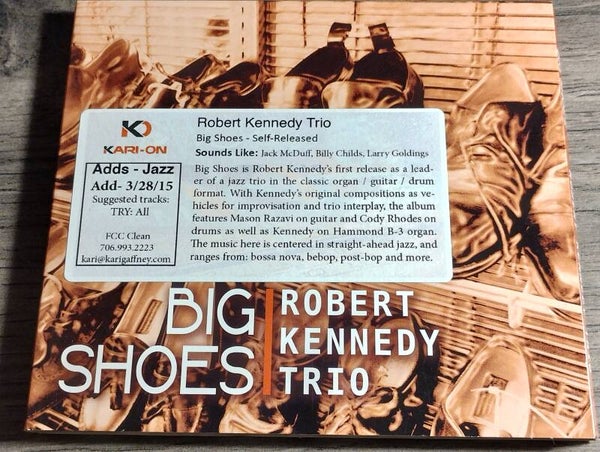 KO
KARI-ON
Adds - Jazz
Add- 3/28/15
Suggested tracks:
TRY: All
FCC Clean
706.993.2223
kari@karigaffney.com
Robert Kennedy Trio
Big Shoes - Self-Released
Sounds Like: Jack McDuff, Billy Childs, Larry Goldings
Big Shoes is Robert Kennedy's first release as a lead-
er of a jazz trio in the classic organ / guitar / drum
format. With Kennedy's original compositions as ve-
hicles for improvisation and trio interplay, the album
features Mason Razavi on guitar and Cody Rhodes on
drums as well as Kennedy on Hammond B-3 organ.
The music here is centered in straight-ahead jazz, and
ranges from: bossa nova, bebop, post-bop and more.
BIG
SHOES
ROBERT
KENNEDY
TRIO